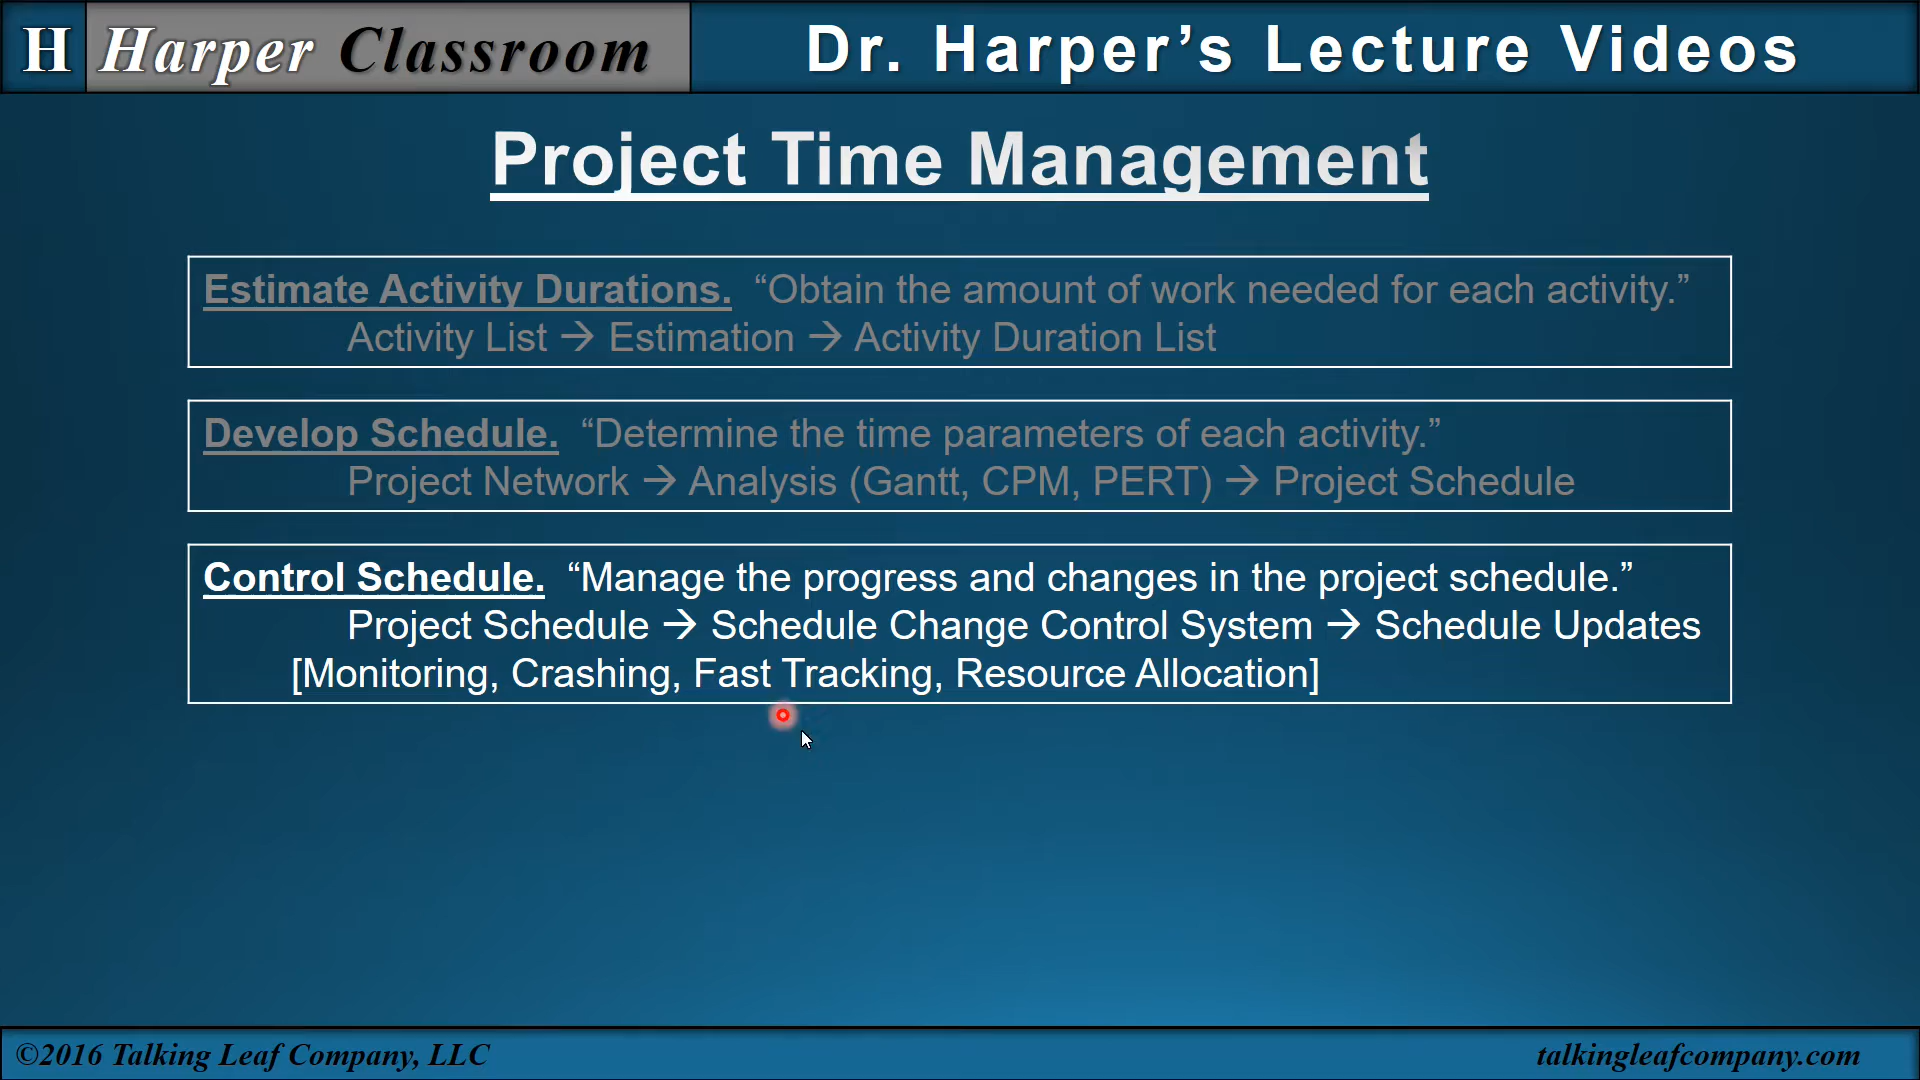 H Harper Classroom Dr. Harper’s Lecture Videos
Project Time Management
Estimate Activity Durations. “Obtain the amount of work needed for each activity.”
Activity List → Estimation → Activity Duration List
Develop Schedule. “Determine the time parameters of each activity.”
Project Network → Analysis (Gantt, CPM, PERT) → Project Schedule
Control Schedule. “Manage the progress and changes in the project schedule.”
Project Schedule → Schedule Change Control System → Schedule Updates
[Monitoring, Crashing, Fast Tracking, Resource Allocation]
©2016 Talking Leaf Company, LLC talkingleafcompany.com